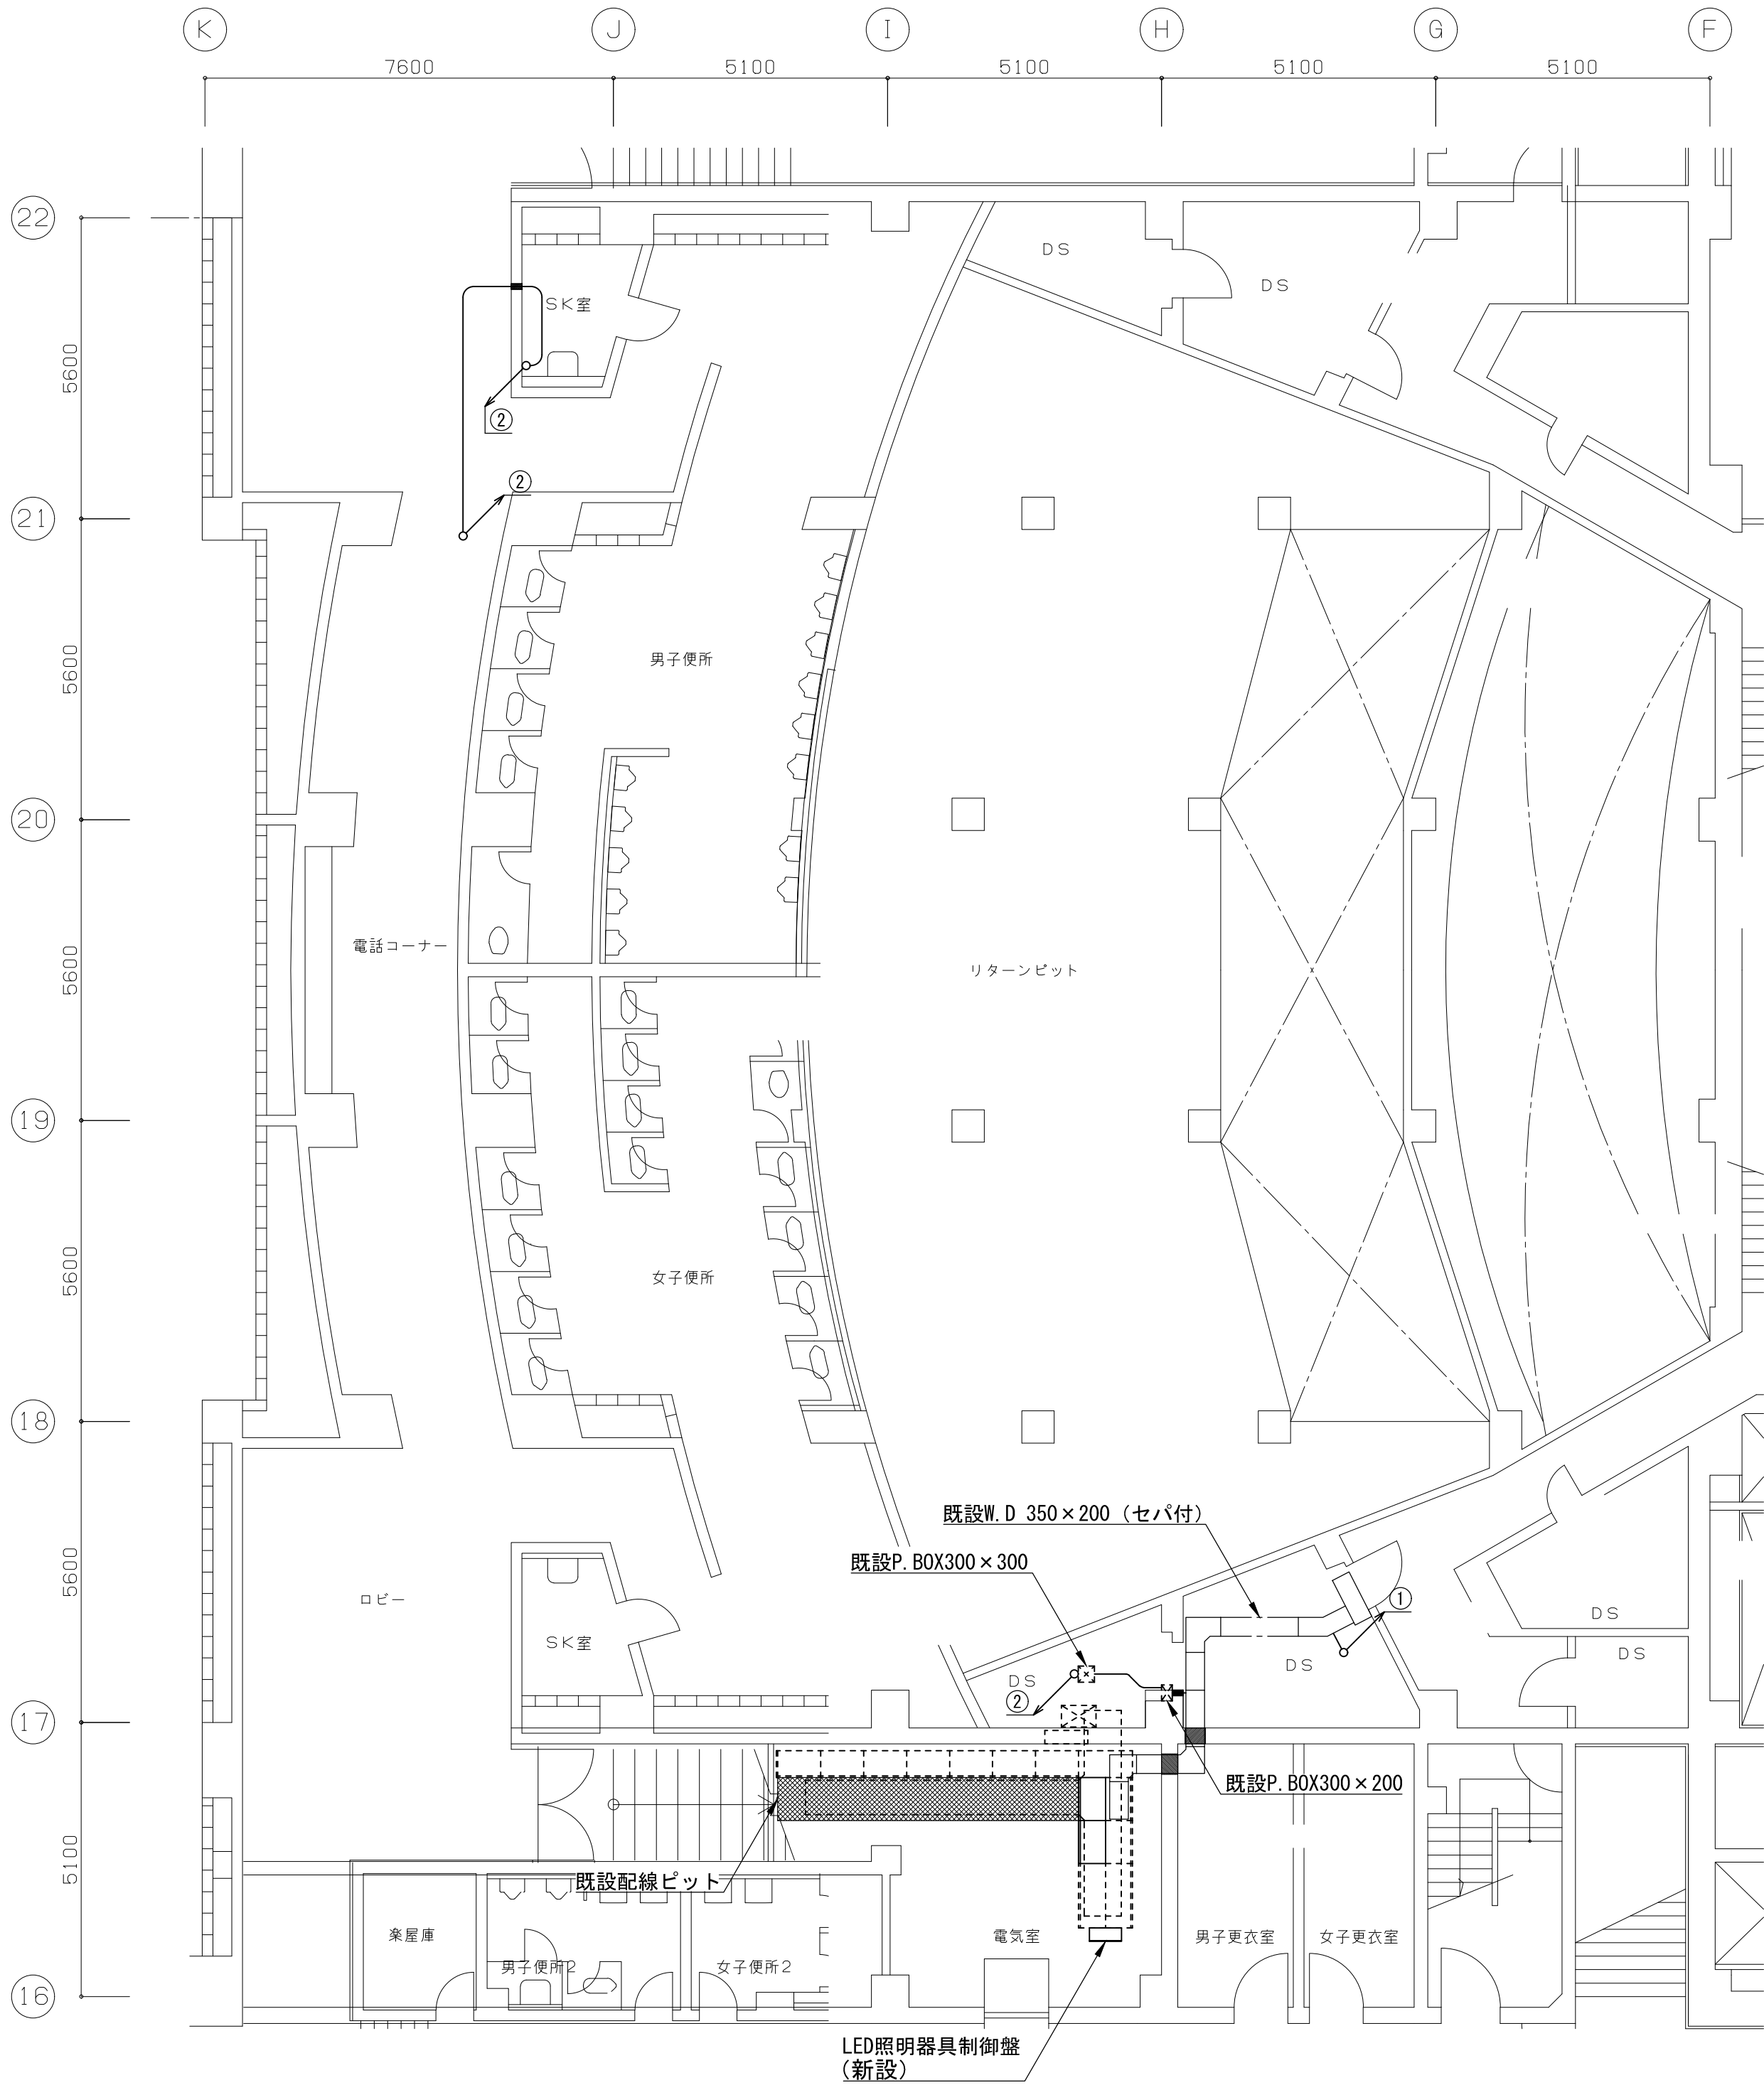 K
J
I
H
G
F
7600
5100
5100
5100
5100
22
DS
DS
SK室
5600
②
②
21
5600
男子便所
20
電話コーナー
リターンピット
5600
19
5600
女子便所
18
既設W.D 350×200（セパ付）
既設P.BOX300×300
5600
ロビー
①
DS
SK室
DS
DS
DS
②
17
既設P.BOX300×200
5100
既設配線ピット
楽屋庫
電気室
男子更衣室
女子更衣室
男子便所2
女子便所2
16
LED照明器具制御盤
(新設)